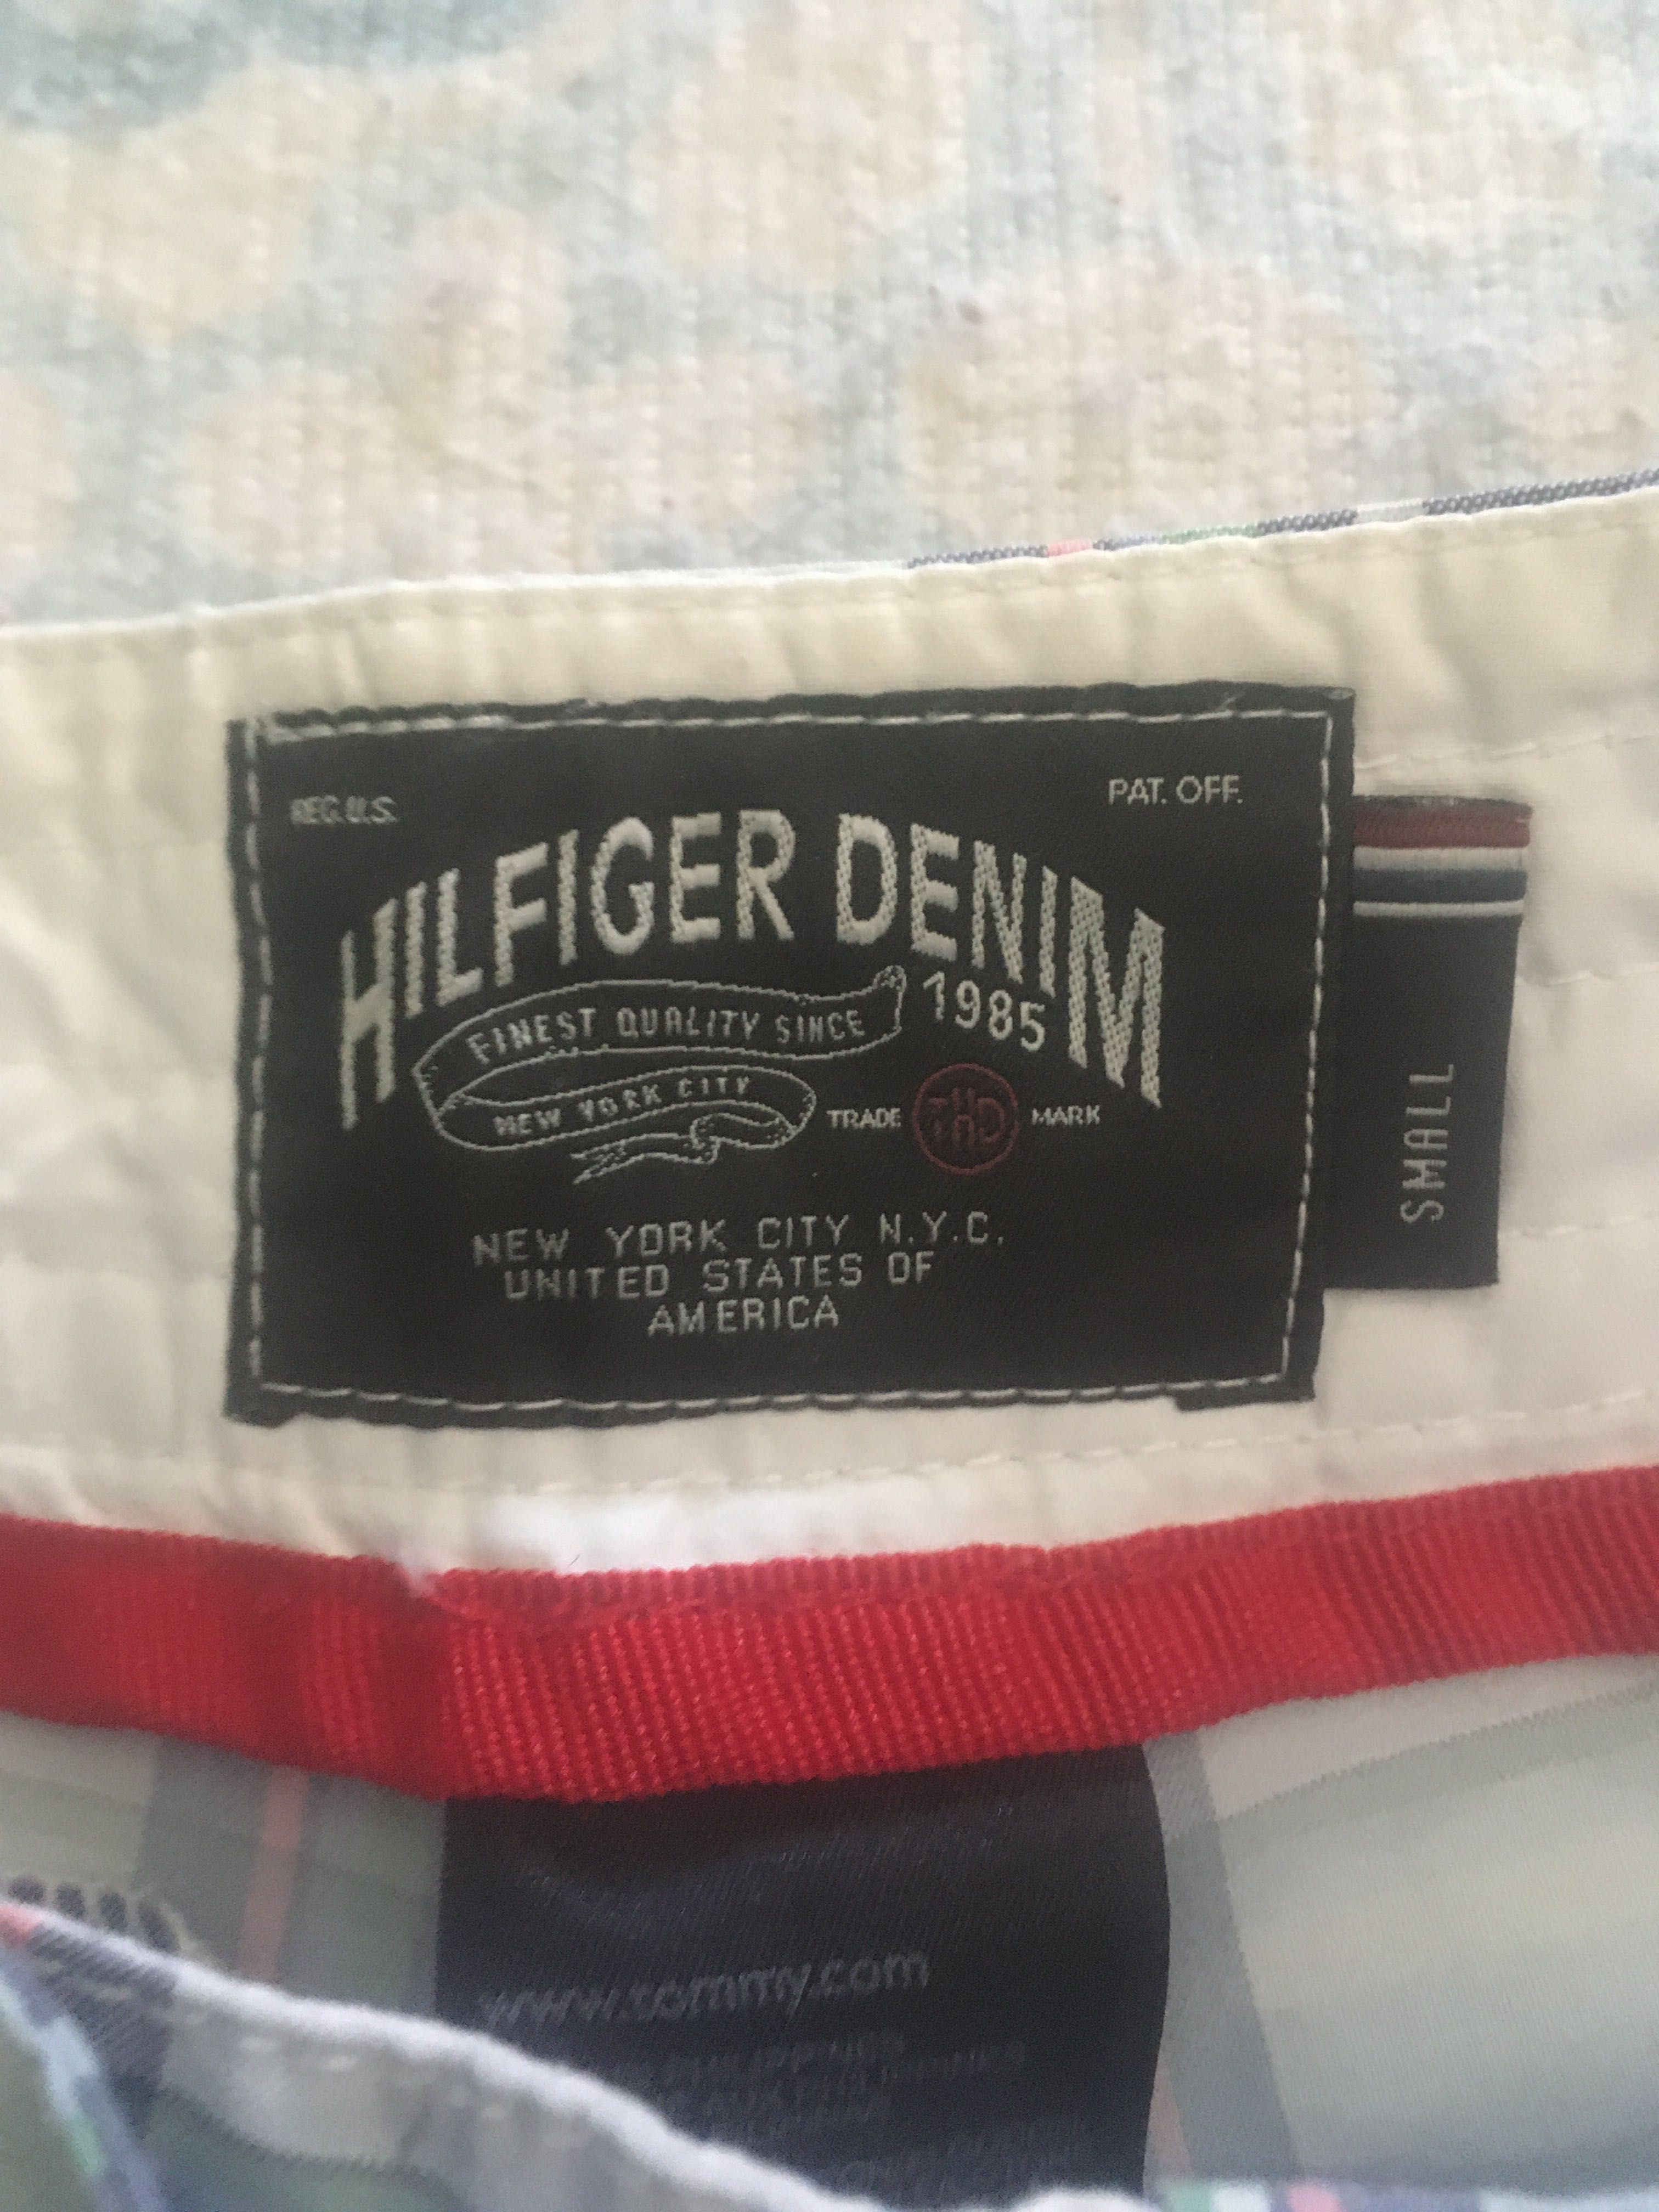 REG. U.S.
PAT. OFF.
HILFIGER DENIM
FINEST QUALITY SINCE
1985
NEW YORK CITY
TRADE THD MARK
NEW YORK CITY N.Y.C.
UNITED STATES OF
AMERICA
SMALL
www.tommy.com